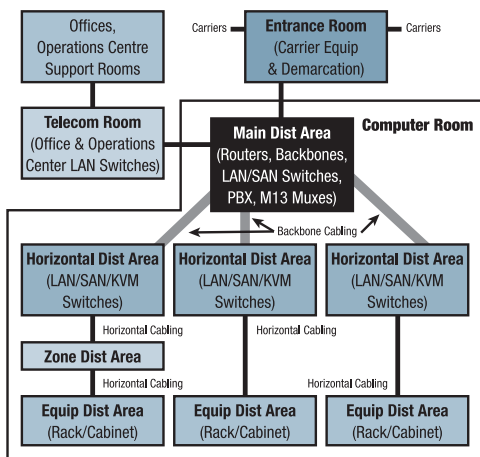 Offices,
Operations Centre
Support Rooms
Carriers
Entrance Room
(Carrier Equip
& Demarcation)
Carriers
Telecom Room
(Office & Operations
Center LAN Switches)
Main Dist Area
(Routers, Backbones,
LAN/SAN Switches,
PBX, M13 Muxes)
Computer Room
Backbone Cabling
Horizontal Dist Area
(LAN/SAN/KVM
Switches)
Horizontal Dist Area
(LAN/SAN/KVM
Switches)
Horizontal Dist Area
(LAN/SAN/KVM
Switches)
Horizontal Cabling
Horizontal Cabling
Zone Dist Area
Horizontal Cabling
Horizontal Cabling
Equip Dist Area
(Rack/Cabinet)
Equip Dist Area
(Rack/Cabinet)
Equip Dist Area
(Rack/Cabinet)